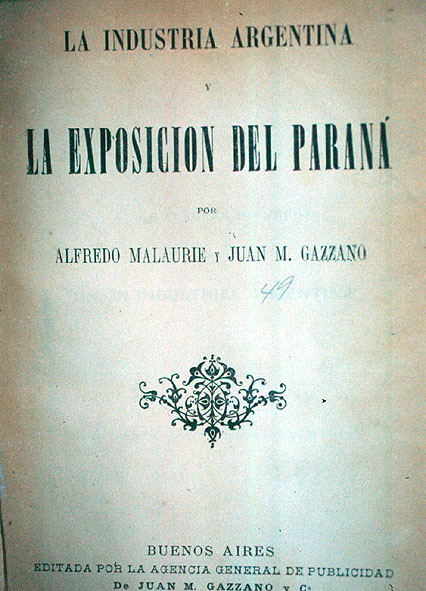 LA INDUSTRIA ARGENTINA
Y
LA EXPOSICION DEL PARANÁ
POR
ALFREDO MALAURIE Y JUAN M. GAZZANO
49
BUENOS AIRES
EDITADA POR LA AGENCIA GENERAL DE PUBLICIDAD
De JUAN M. GAZZANO y Cª